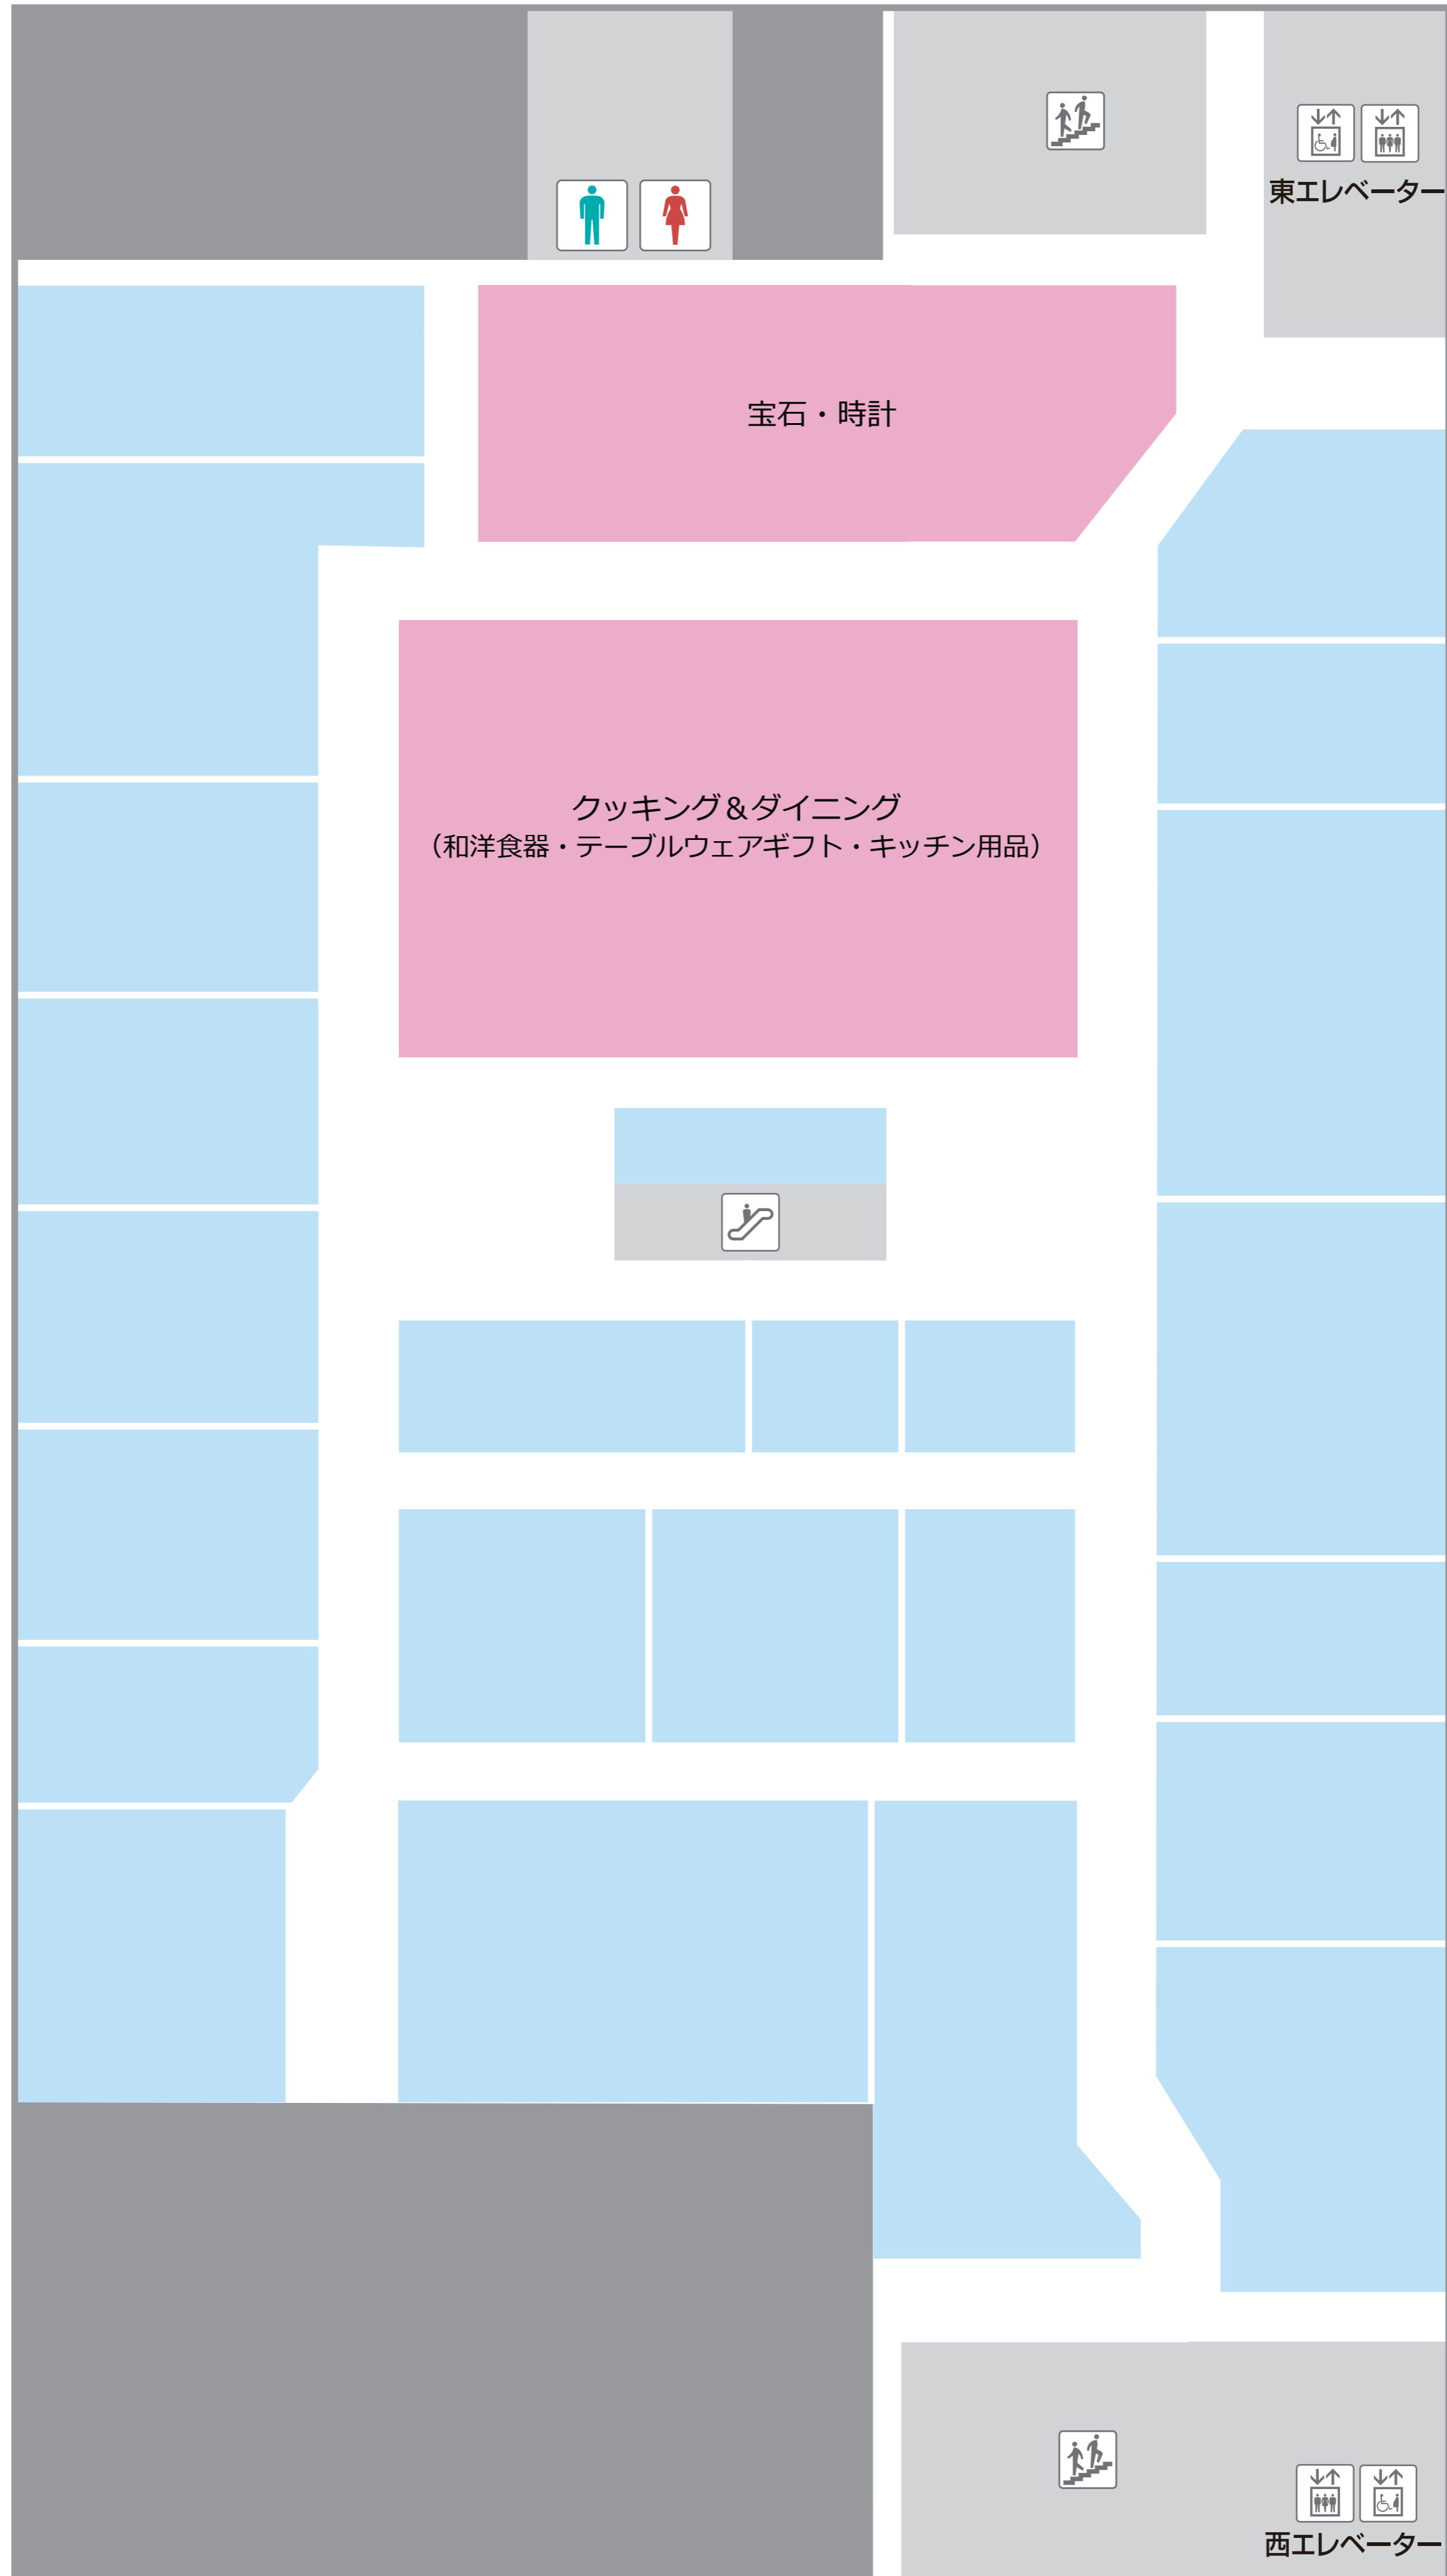 東エレベーター
宝石・時計
クッキング＆ダイニング
（和洋食器・テーブルウェアギフト・キッチン用品）
西エレベーター